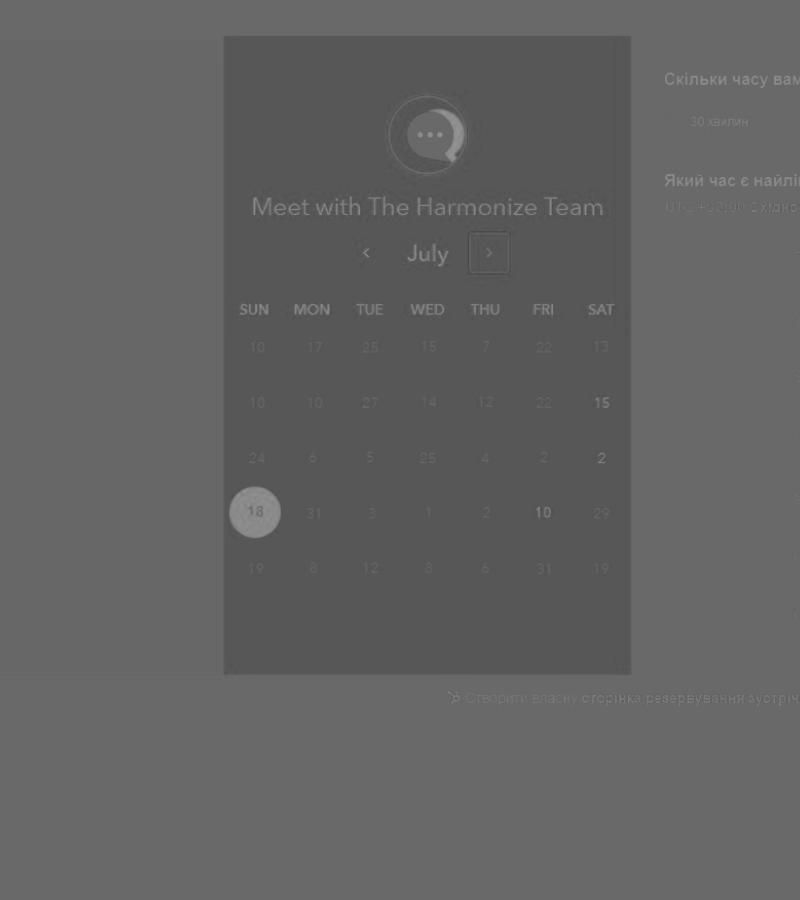 Meet with The Harmonize Team
July
SUN MON TUE WED THU FRI SAT
10 17 25 15 7 22 13
10 10 27 14 12 22 15
24 6 5 25 4 2 2
18 31 3 1 2 10 29
19 8 12 8 6 31 19
Скільки часу вам
30 хвилин
Який час є найлі
Створити власну сторінка резервування зустріч